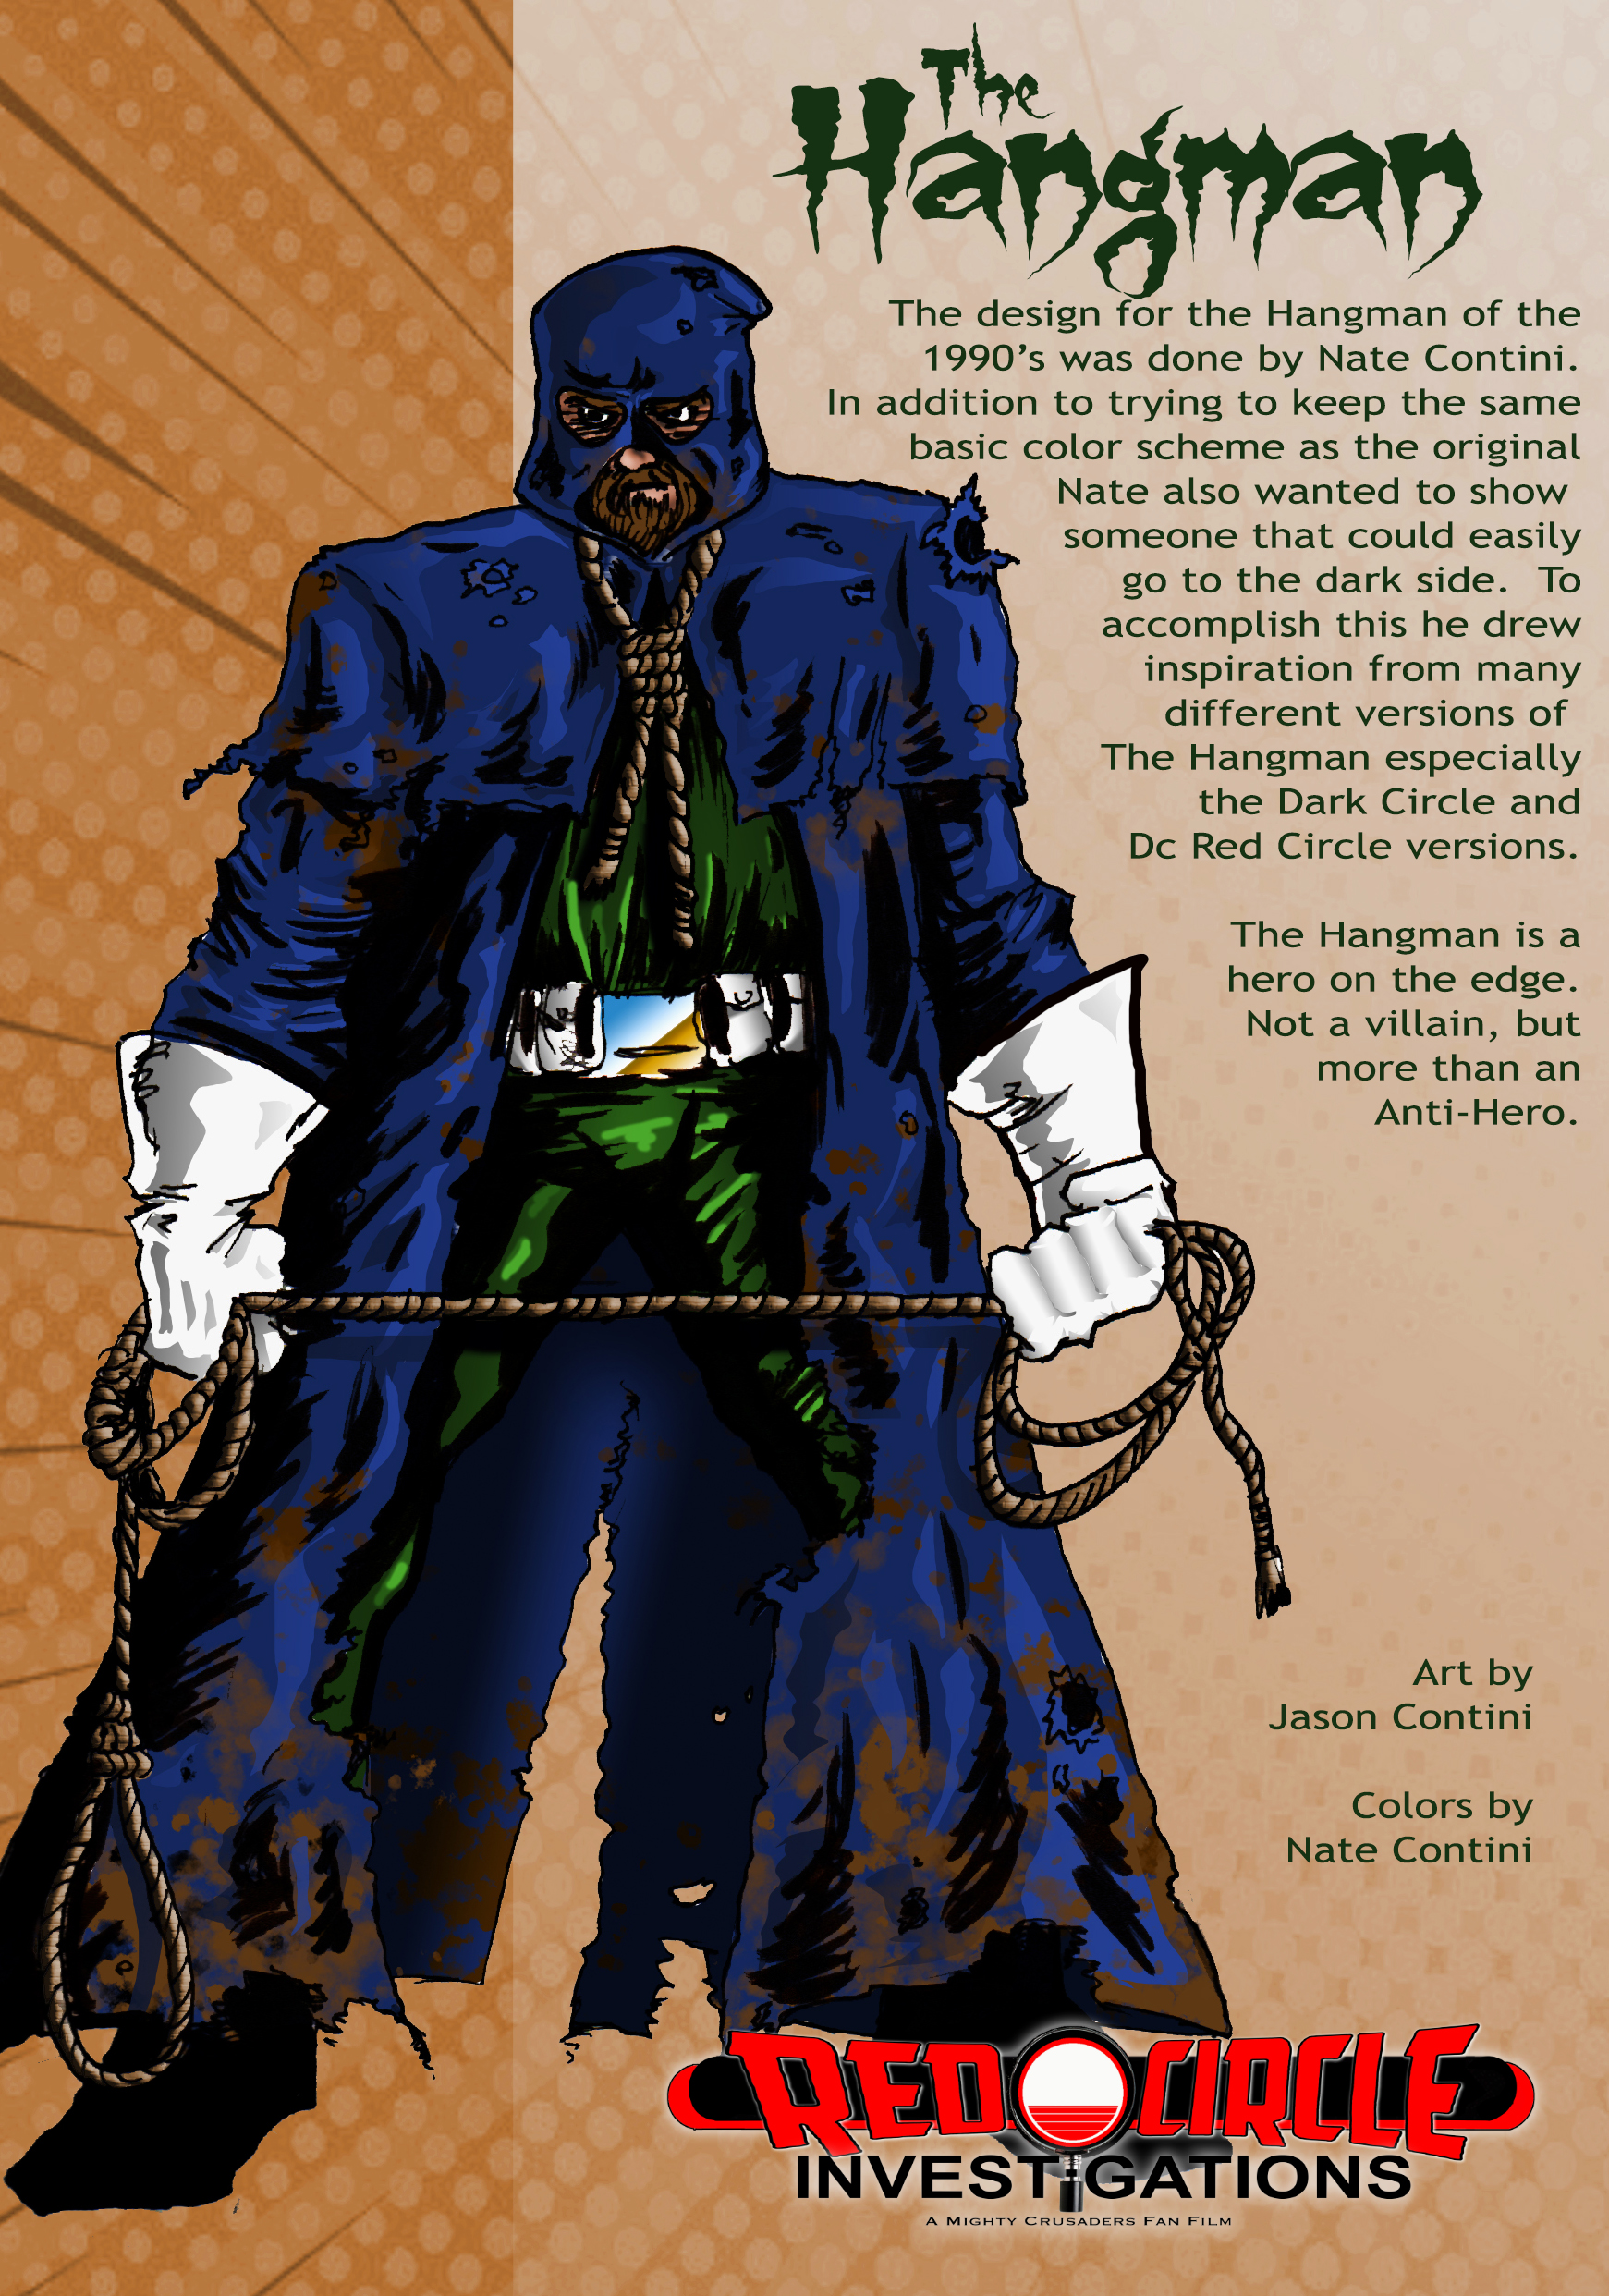 The
Hangman
The design for the Hangman of the
1990’s was done by Nate Contini.
In addition to trying to keep the same
basic color scheme as the original
Nate also wanted to show
someone that could easily
go to the dark side.  To
accomplish this he drew
inspiration from many
different versions of
The Hangman especially
the Dark Circle and
Dc Red Circle versions.
The Hangman is a
hero on the edge.
Not a villain, but
more than an
Anti-Hero.
Art by
Jason Contini
Colors by
Nate Contini
RED CIRCLE
INVESTIGATIONS
A Mighty Crusaders Fan Film